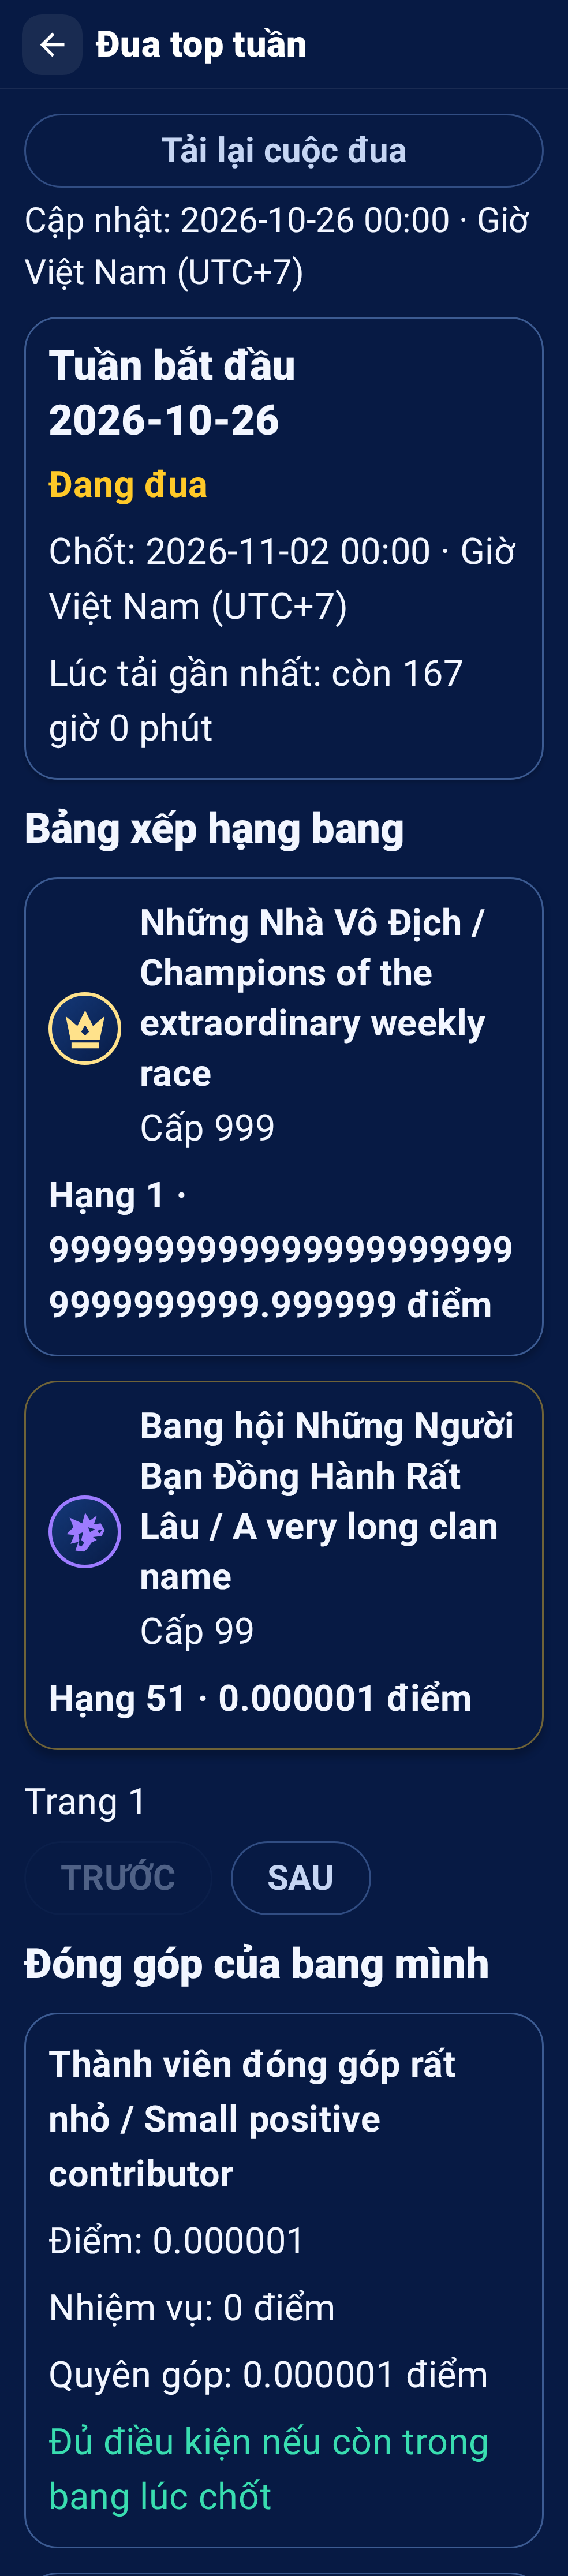 Đua top tuần
Tải lại cuộc đua
Cập nhật: 2026-10-26 00:00 · Giờ
Việt Nam (UTC+7)
Tuần bắt đầu
2026-10-26
Đang đua
Chốt: 2026-11-02 00:00 · Giờ
Việt Nam (UTC+7)
Lúc tải gần nhất: còn 167
giờ 0 phút
Bảng xếp hạng bang
Những Nhà Vô Địch /
Champions of the
extraordinary weekly
race
Cấp 999
Hạng 1 ·
9999999999999999999999
9999999999.999999 điểm
Bang hội Những Người
Bạn Đồng Hành Rất
Lâu / A very long clan
name
Cấp 99
Hạng 51 · 0.000001 điểm
Trang 1
TRƯỚC
SAU
Đóng góp của bang mình
Thành viên đóng góp rất
nhỏ / Small positive
contributor
Điểm: 0.000001
Nhiệm vụ: 0 điểm
Quyên góp: 0.000001 điểm
Đủ điều kiện nếu còn trong
bang lúc chốt